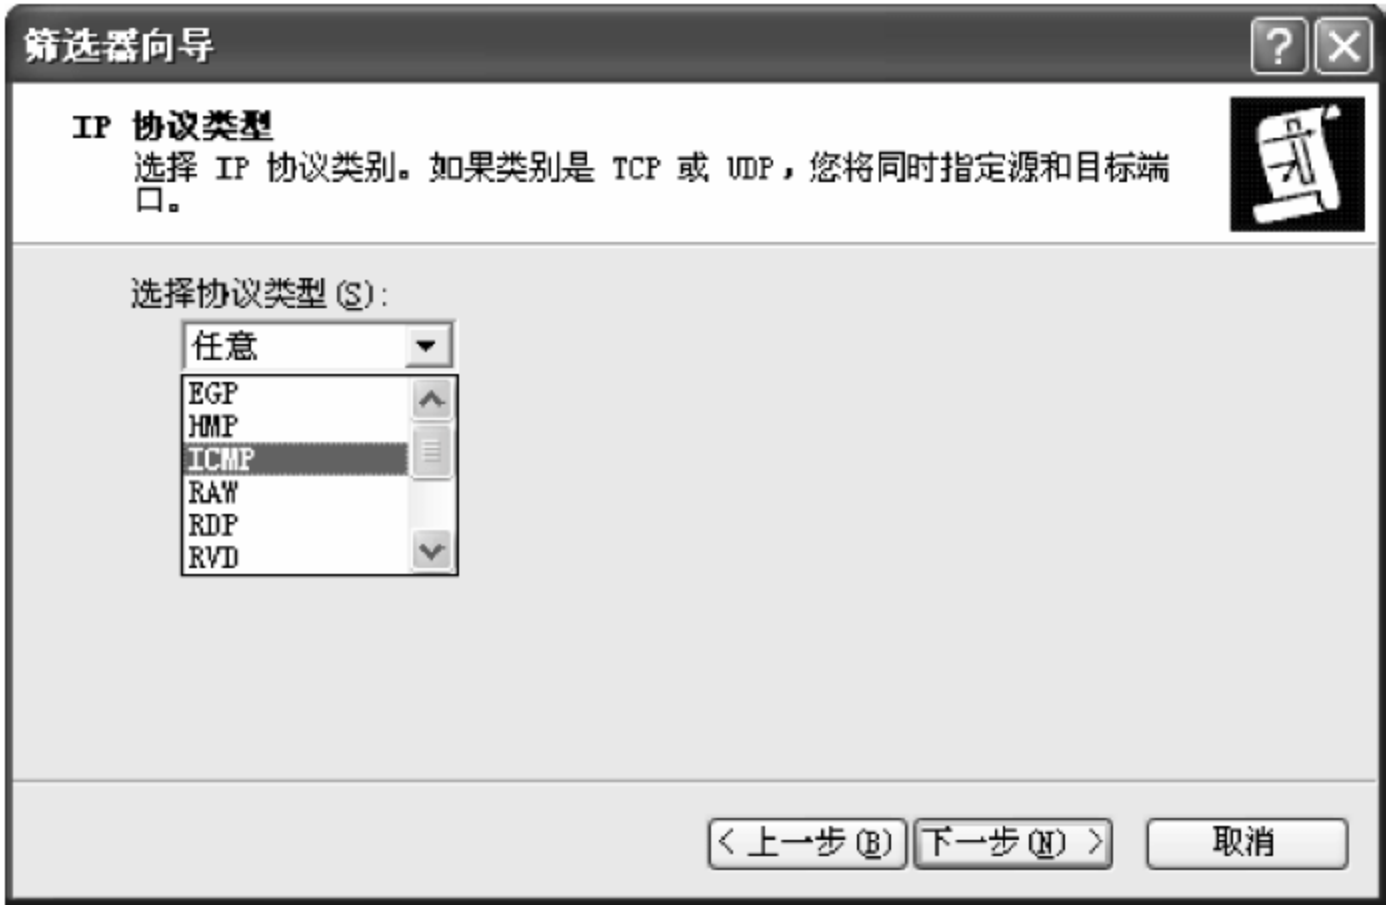 筛选器向导
IP 协议类型
选择 IP 协议类别。如果类别是 TCP 或 UDP，您将同时指定源和目标端
口。
选择协议类型(S):
任意
EGP
HMP
ICMP
RAW
RDP
RVD
< 上一步(B) 下一步(N) > 取消